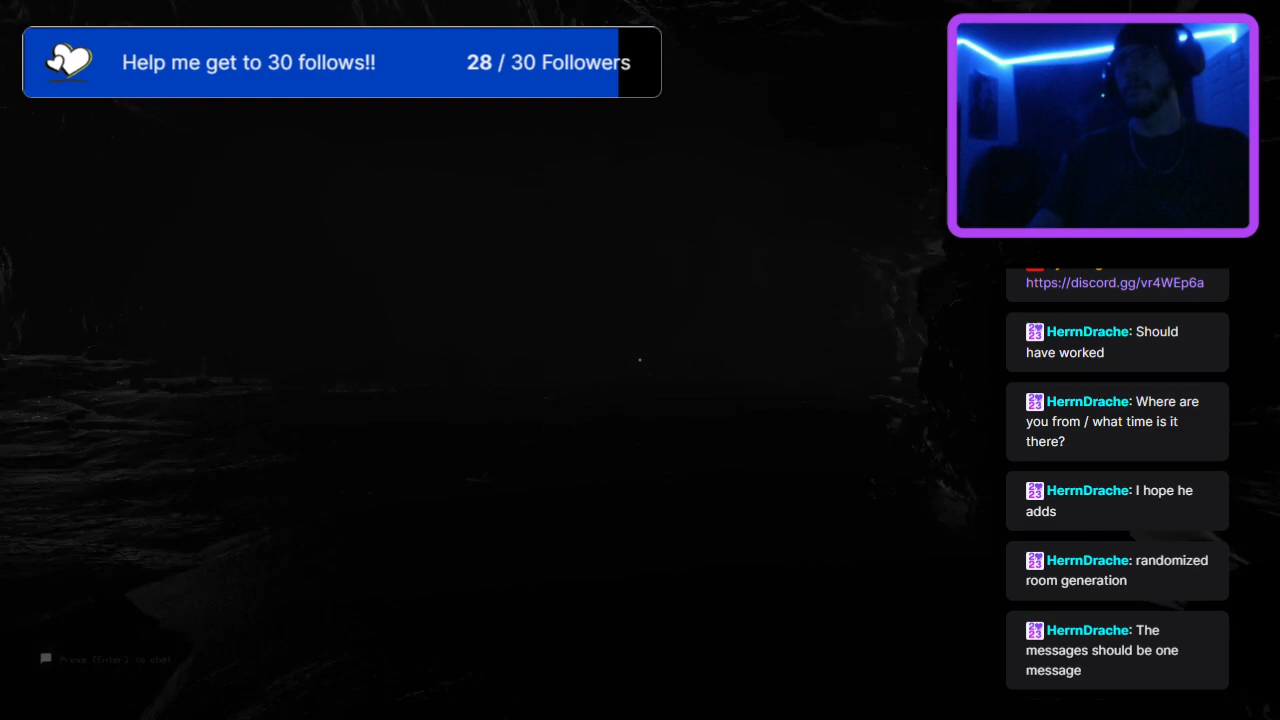 Help me get to 30 follows!! 28 / 30 Followers
https://discord.gg/vr4WEp6a
HerrnDrache: Should
have worked
HerrnDrache: Where are
you from / what time is it
there?
HerrnDrache: I hope he
adds
HerrnDrache: randomized
room generation
HerrnDrache: The
messages should be one
message
Press [Enter] to chat